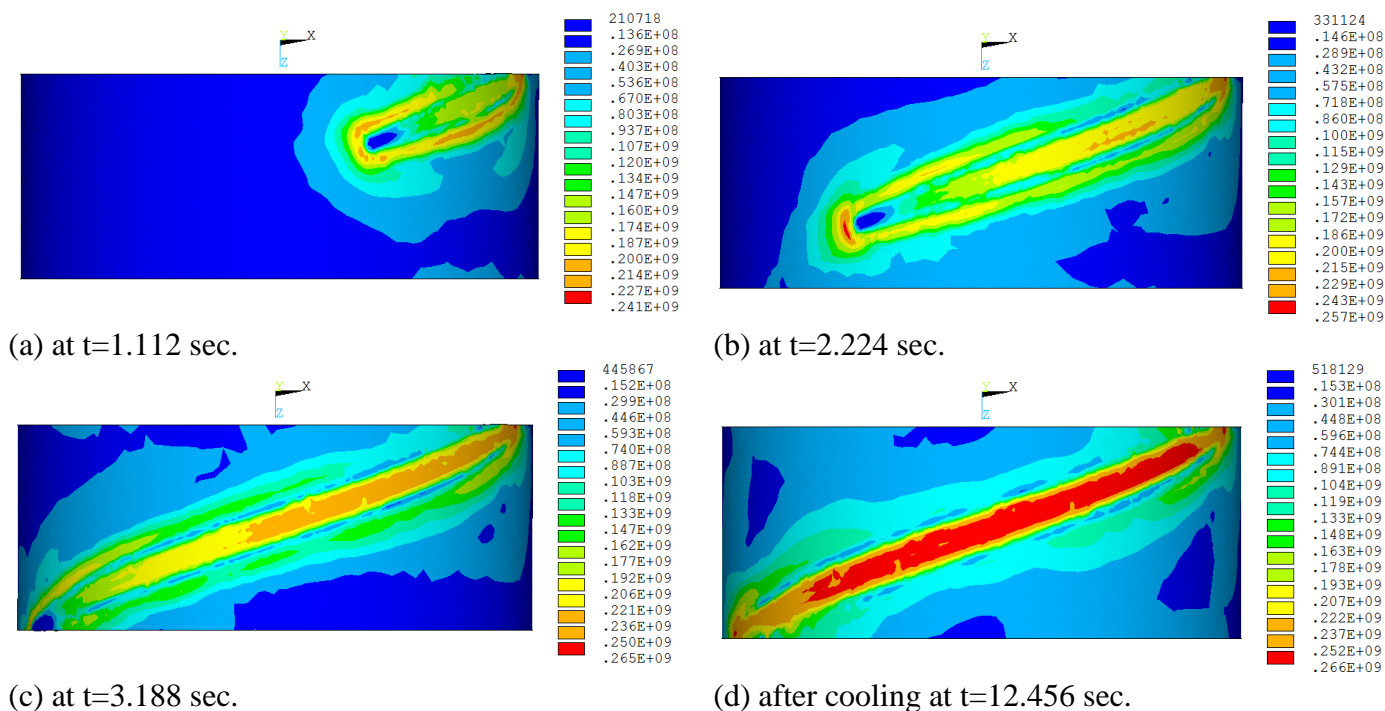 210718
.136E+08
.269E+08
.403E+08
.536E+08
.670E+08
.803E+08
.937E+08
.107E+09
.120E+09
.134E+09
.147E+09
.160E+09
.174E+09
.187E+09
.200E+09
.214E+09
.227E+09
.241E+09
Y
X
Z
(a) at t=1.112 sec.
331124
.146E+08
.289E+08
.432E+08
.575E+08
.718E+08
.860E+08
.100E+09
.115E+09
.129E+09
.143E+09
.157E+09
.172E+09
.186E+09
.200E+09
.215E+09
.229E+09
.243E+09
.257E+09
Y
X
Z
(b) at t=2.224 sec.
445867
.152E+08
.299E+08
.446E+08
.593E+08
.740E+08
.887E+08
.103E+09
.118E+09
.133E+09
.147E+09
.162E+09
.177E+09
.192E+09
.206E+09
.221E+09
.236E+09
.250E+09
.265E+09
Y
X
Z
(c) at t=3.188 sec.
518129
.153E+08
.301E+08
.448E+08
.596E+08
.744E+08
.891E+08
.104E+09
.119E+09
.133E+09
.148E+09
.163E+09
.178E+09
.193E+09
.207E+09
.222E+09
.237E+09
.252E+09
.266E+09
Y
X
Z
(d) after cooling at t=12.456 sec.